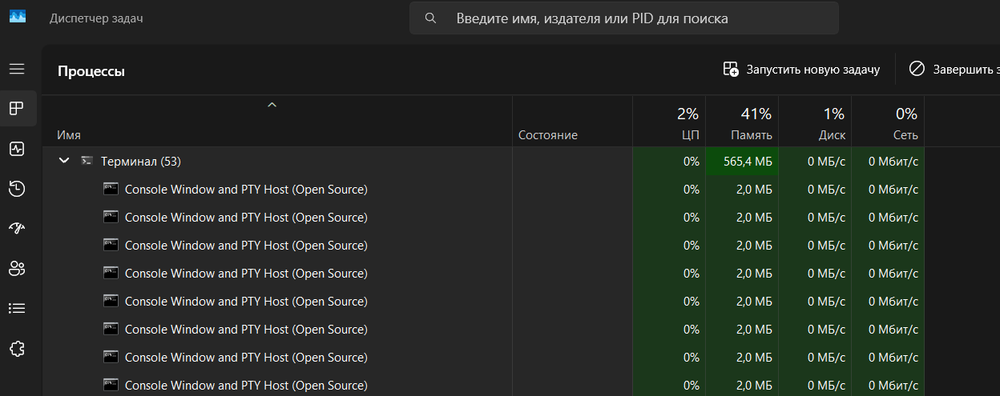 Диспетчер задач
Введите имя, издателя или PID для поиска
Процессы
Запустить новую задачу
Завершить з
2% 41% 1% 0%
Имя Состояние ЦП Память Диск Сеть
Терминал (53) 0% 565,4 МБ 0 МБ/с 0 Мбит/с
Console Window and PTY Host (Open Source) 0% 2,0 МБ 0 МБ/с 0 Мбит/с
Console Window and PTY Host (Open Source) 0% 2,0 МБ 0 МБ/с 0 Мбит/с
Console Window and PTY Host (Open Source) 0% 2,0 МБ 0 МБ/с 0 Мбит/с
Console Window and PTY Host (Open Source) 0% 2,0 МБ 0 МБ/с 0 Мбит/с
Console Window and PTY Host (Open Source) 0% 2,0 МБ 0 МБ/с 0 Мбит/с
Console Window and PTY Host (Open Source) 0% 2,0 МБ 0 МБ/с 0 Мбит/с
Console Window and PTY Host (Open Source) 0% 2,0 МБ 0 МБ/с 0 Мбит/с
Console Window and PTY Host (Open Source) 0% 2,0 МБ 0 МБ/с 0 Мбит/с